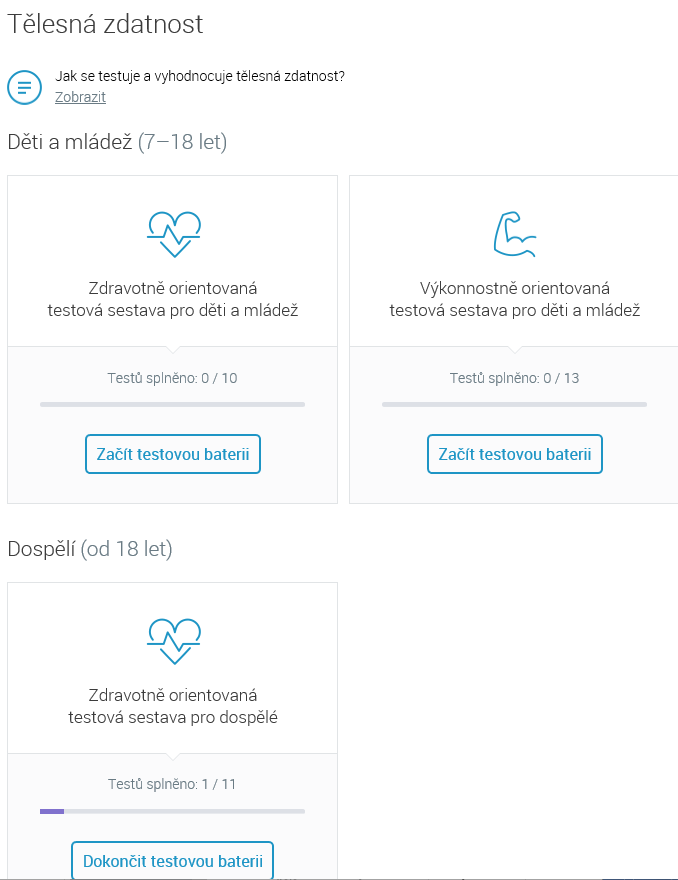 Tělesná zdatnost
Jak se testuje a vyhodnocuje tělesná zdatnost?
Zobrazit
Děti a mládež (7–18 let)
Zdravotně orientovaná
testová sestava pro děti a mládež
Testů splněno: 0 / 10
Začít testovou baterii
Výkonnostně orientovaná
testová sestava pro děti a mládež
Testů splněno: 0 / 13
Začít testovou baterii
Dospělí (od 18 let)
Zdravotně orientovaná
testová sestava pro dospělé
Testů splněno: 1 / 11
Dokončit testovou baterii